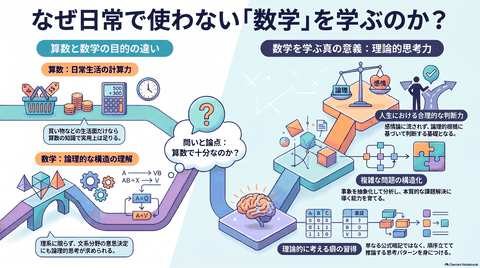 なぜ日常で使わない「数学」を学ぶのか？
算数と数学の目的の違い
算数：日常生活の計算力
500
+300
買い物などの生活面だけなら
算数の知識で実用上は足りる。
数学：論理的な構造の理解
A → VB
AB+X → V
A=Q
A=V
理系に限らず、文系分野の意思決定
にも論理的思考が求められる。
?
問いと論点：
算数で十分なのか？
数学を学ぶ真の意義：理論的思考力
論理
感情
人生における合理的な判断力
感情論に流されず、論理的根拠に
基づいて判断する基礎となる。
複雑な問題の構造化
事象を抽象化して分析し、本質的な課題解決に
導く能力を育てる。
A B C
真説
理論的に考える癖の習得
単なる公式暗記ではなく、順序立てて
推論する思考パターンを身につける。